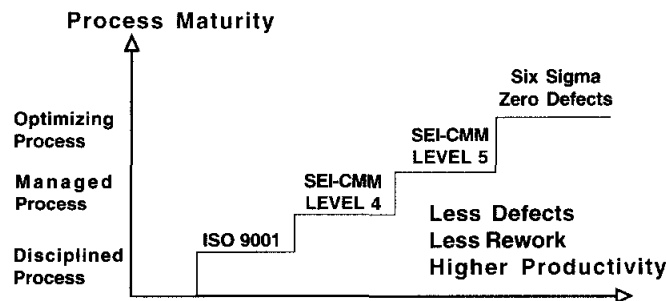 Process Maturity
Six Sigma
Zero Defects
Optimizing
Process
SEI-CMM
LEVEL 5
Managed
Process
SEI-CMM
LEVEL 4
Less Defects
ISO 9001
Less Rework
Disciplined
Process
Higher Productivity